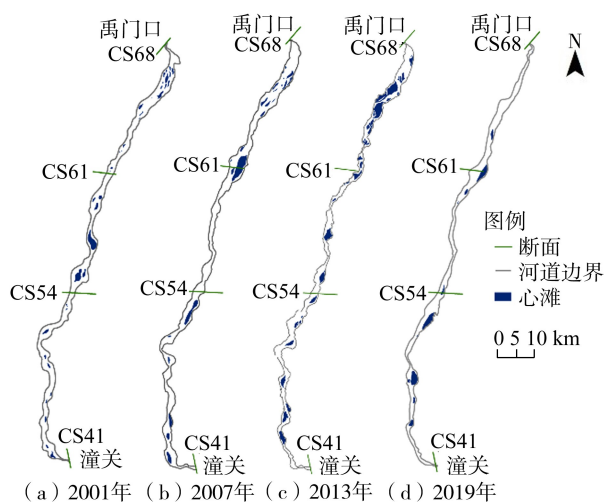 禹门口
CS68
CS61
CS54
CS41
潼关
(a) 2001年
禹门口
CS68
CS61
CS54
CS41
潼关
(b) 2007年
禹门口
CS68
CS61
CS54
CS41
潼关
(c) 2013年
禹门口
CS68
CS61
CS54
CS41
潼关
(d) 2019年
N
图例
断面
河道边界
心滩
0 5 10 km